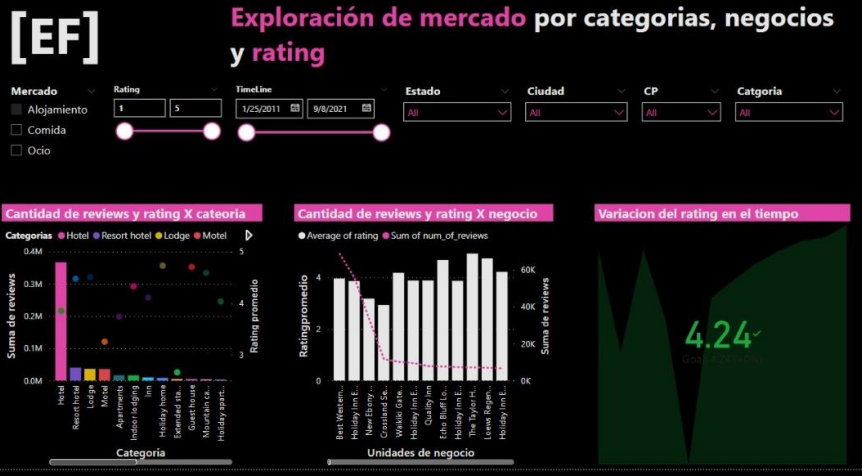 [EF]
Exploración de mercado por categorias, negocios
y rating
Mercado
Alojamiento
Comida
Ocio
Rating
1
5
TimeLine
1/25/2011
9/8/2021
Estado
All
Ciudad
All
CP
All
Catgoria
All
Cantidad de reviews y rating X cateoria
Categorias Hotel Resort hotel Lodge Motel
Suma de reviews
0.4M
0.3M
0.2M
0.1M
0.0M
5
4
3
Rating promedio
Hotel
Resort hotel
Lodge
Motel
Apartments
Indoor lodging
Inn
Holiday home
Extended sta...
Guest house
Mountain ca...
Holiday apart...
Categoria
Cantidad de reviews y rating X negocio
Average of rating Sum of num_of_reviews
Ratingpromedio
4
2
0
60K
40K
20K
0K
Suma de reviews
Best Western...
Holiday Inn E...
New Ebony ...
Crossland Se...
Waikiki Gate...
Holiday Inn E...
Quality Inn
Echo Bluff Lo...
Holiday Inn E...
The Taylor H...
Loews Regen...
Holiday Inn E...
Unidades de negocio
Variacion del rating en el tiempo
4.24